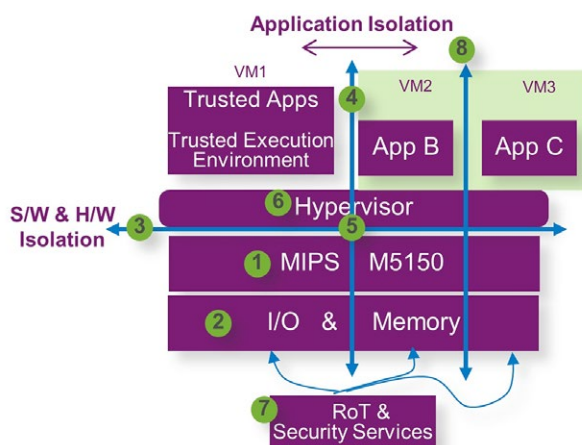 Application Isolation
8
VM1
VM2
VM3
Trusted Apps
4
Trusted Execution
Environment
App B
App C
6 Hypervisor
S/W & H/W
Isolation
3
5
1 MIPS M5150
2 I/O & Memory
7 RoT &
Security Services